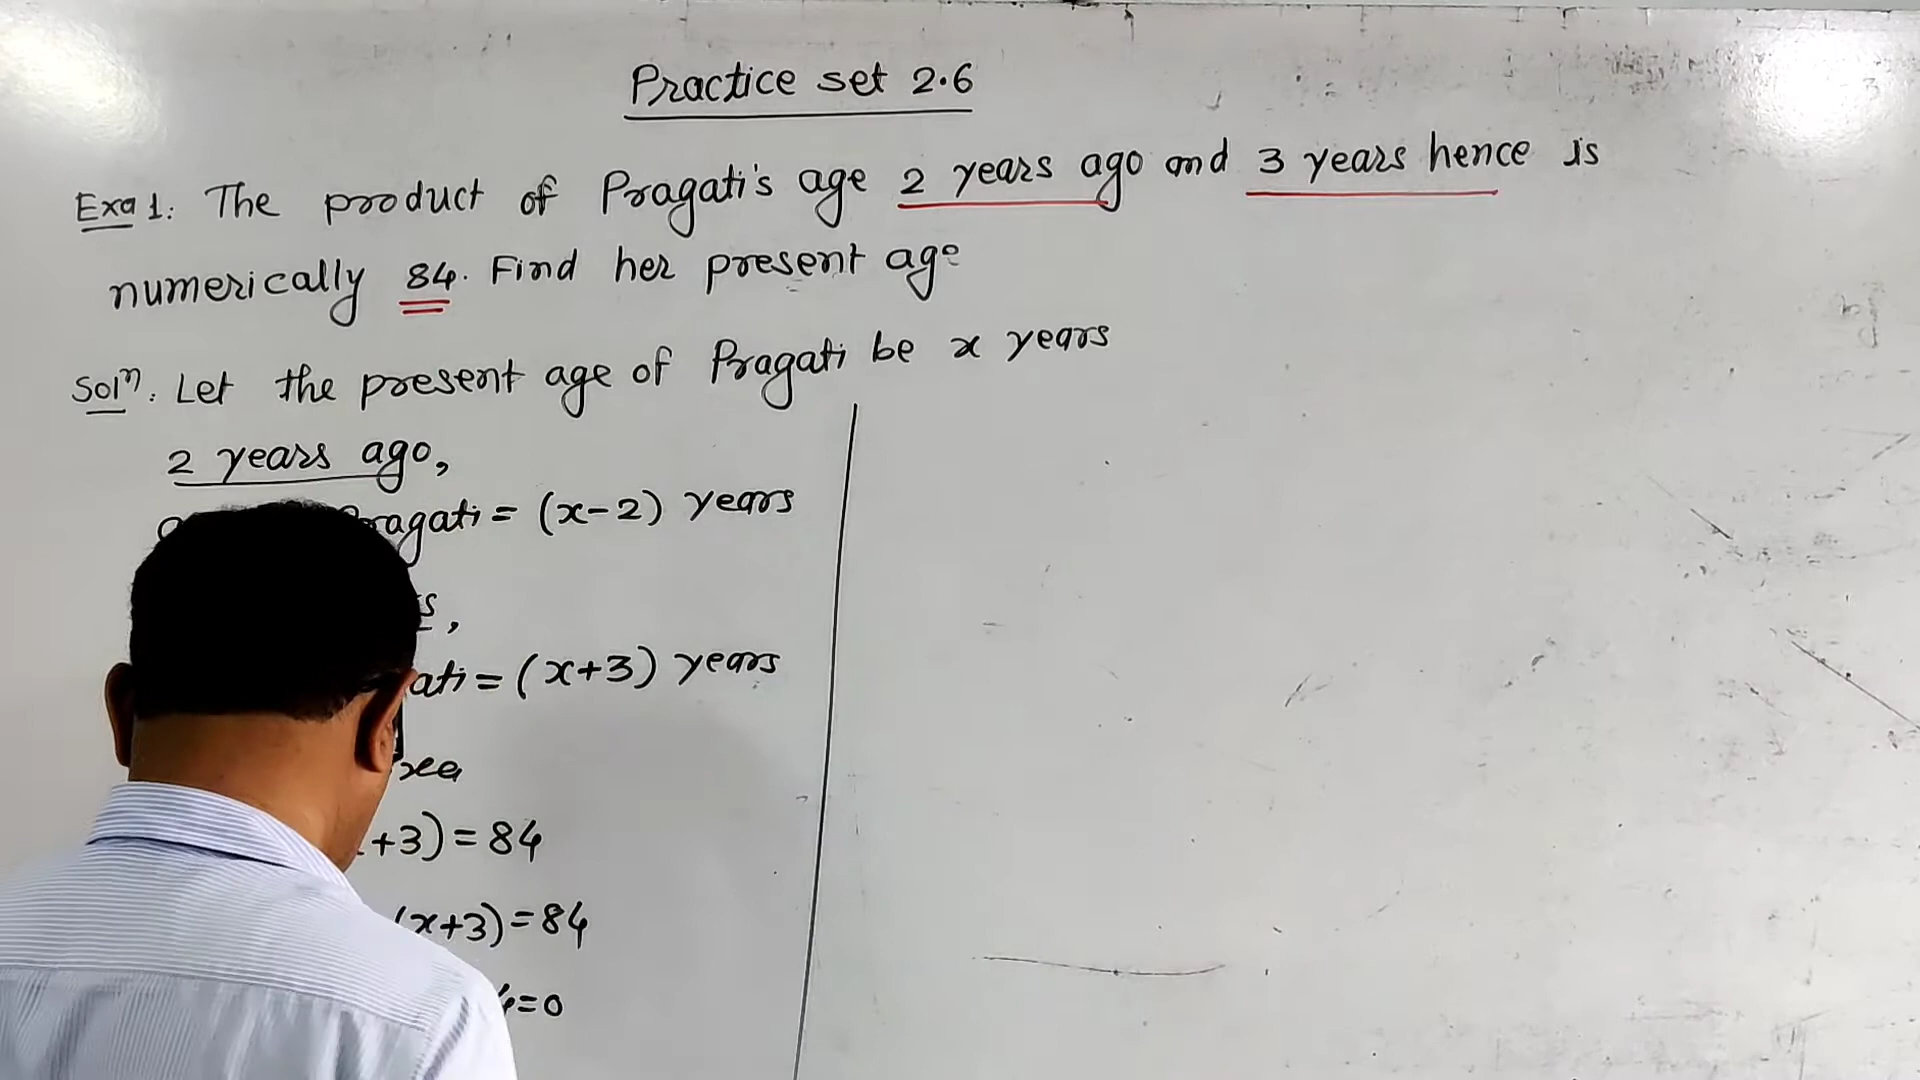 Practice set 2.6
Exa 1. The product of Pragati's age 2 years ago and 3 years hence is
numerically 84. Find her present age
Solⁿ. Let the present age of Pragati be x years
2 years ago,
ragati = (x-2) years
s,
ati = (x+3) years
+3) = 84
(x+3) = 84
4=0